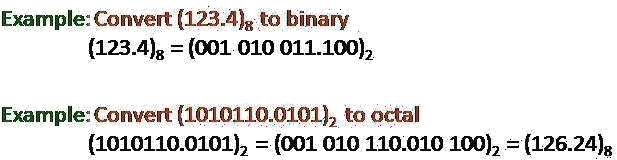 Example: Convert (123.4)₈ to binary
(123.4)₈ = (001 010 011.100)₂
Example: Convert (1010110.0101)₂ to octal
(1010110.0101)₂ = (001 010 110.010 100)₂ = (126.24)₈